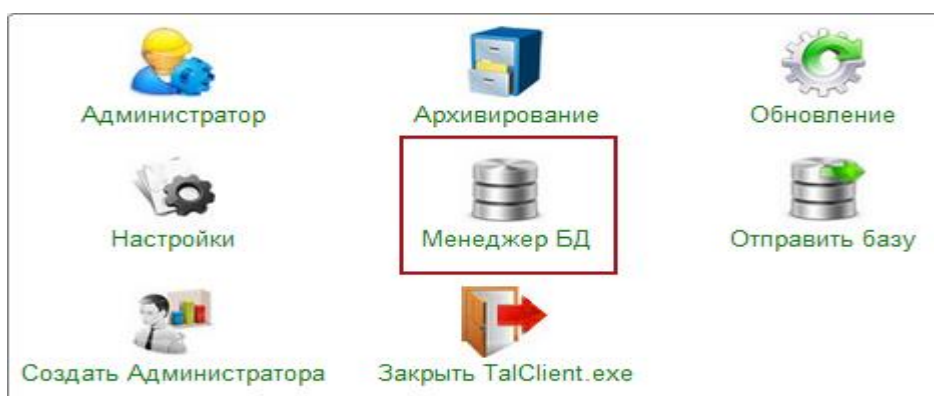 Администратор Архивирование Обновление
Настройки Менеджер БД Отправить базу
Создать Администратора Закрыть TalClient.exe